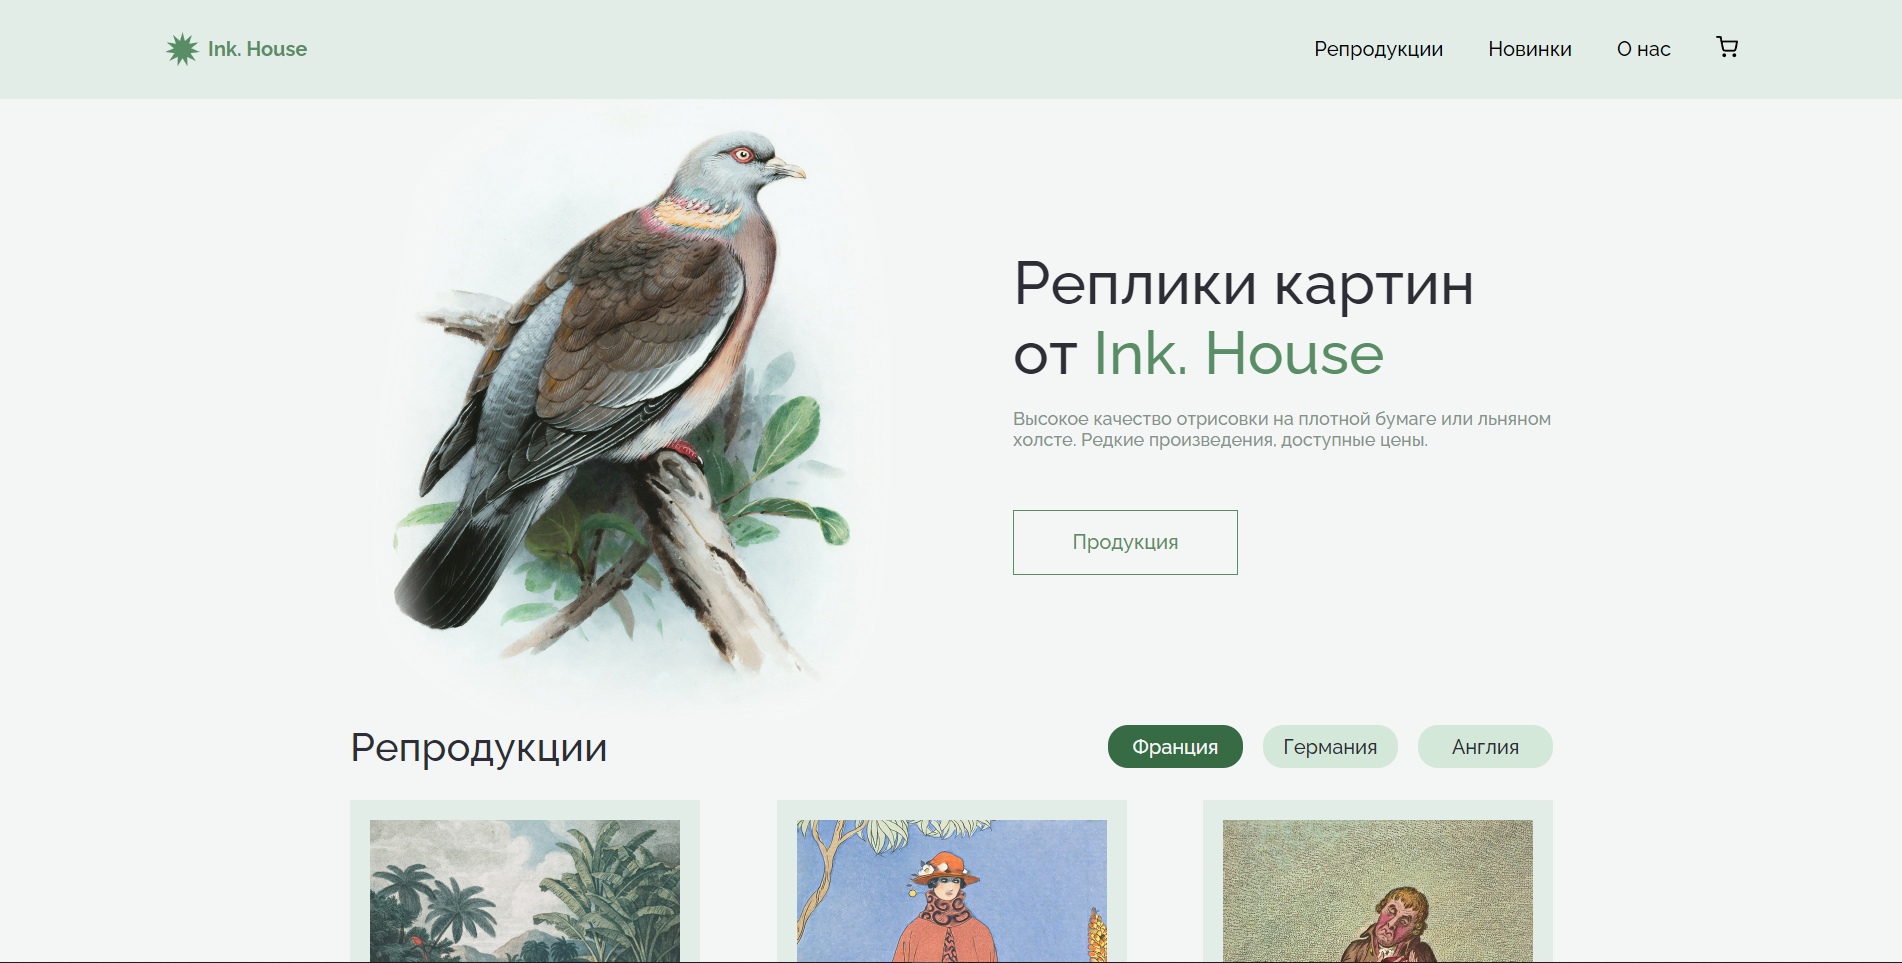 Ink. House
Репродукции
Новинки
О нас
Реплики картин
от Ink. House
Высокое качество отрисовки на плотной бумаге или льняном
холсте. Редкие произведения, доступные цены.
Продукция
Репродукции
Франция
Германия
Англия